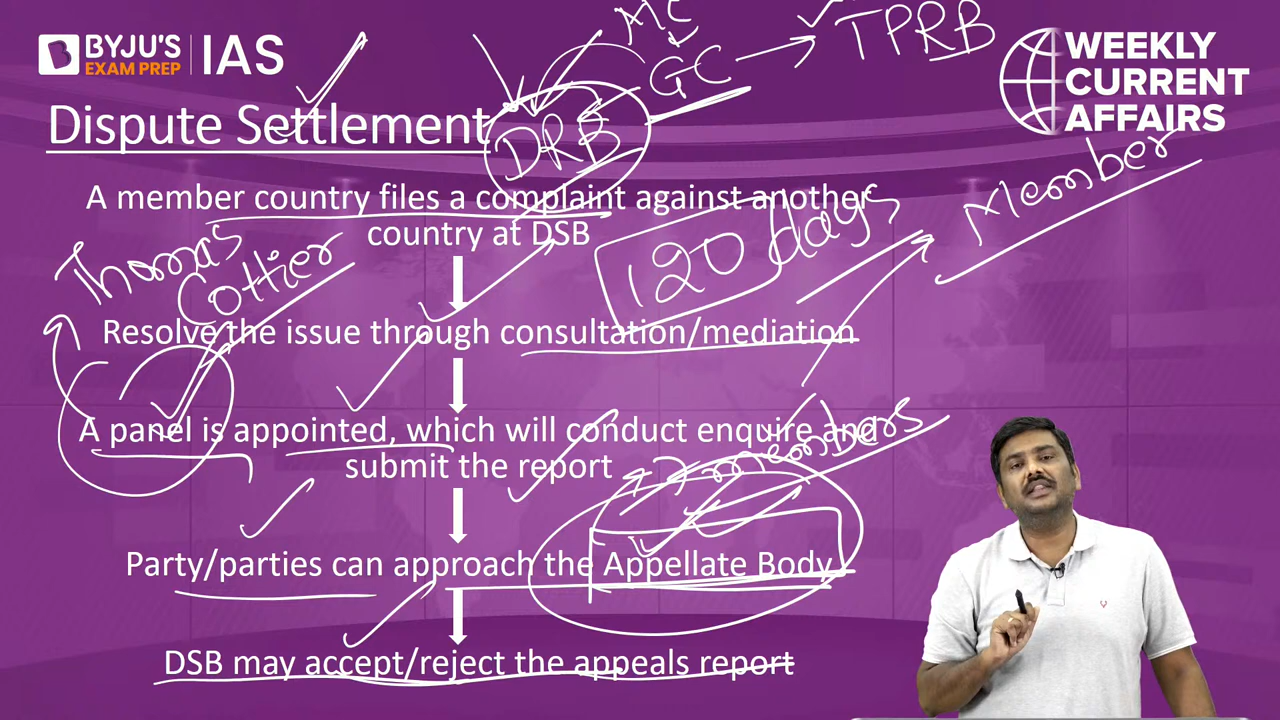 BYJU'S
EXAM PREP
IAS
MC
GC → TPRB
WEEKLY
CURRENT
AFFAIRS
Dispute Settlement
DRB
A member country files a complaint against another
country at DSB
Member
120 days
Thomas
Cottier
Resolve the issue through consultation/mediation
A panel is appointed, which will conduct enquire and
submit the report
7 members
Party/parties can approach the Appellate Body
DSB may accept/reject the appeals report